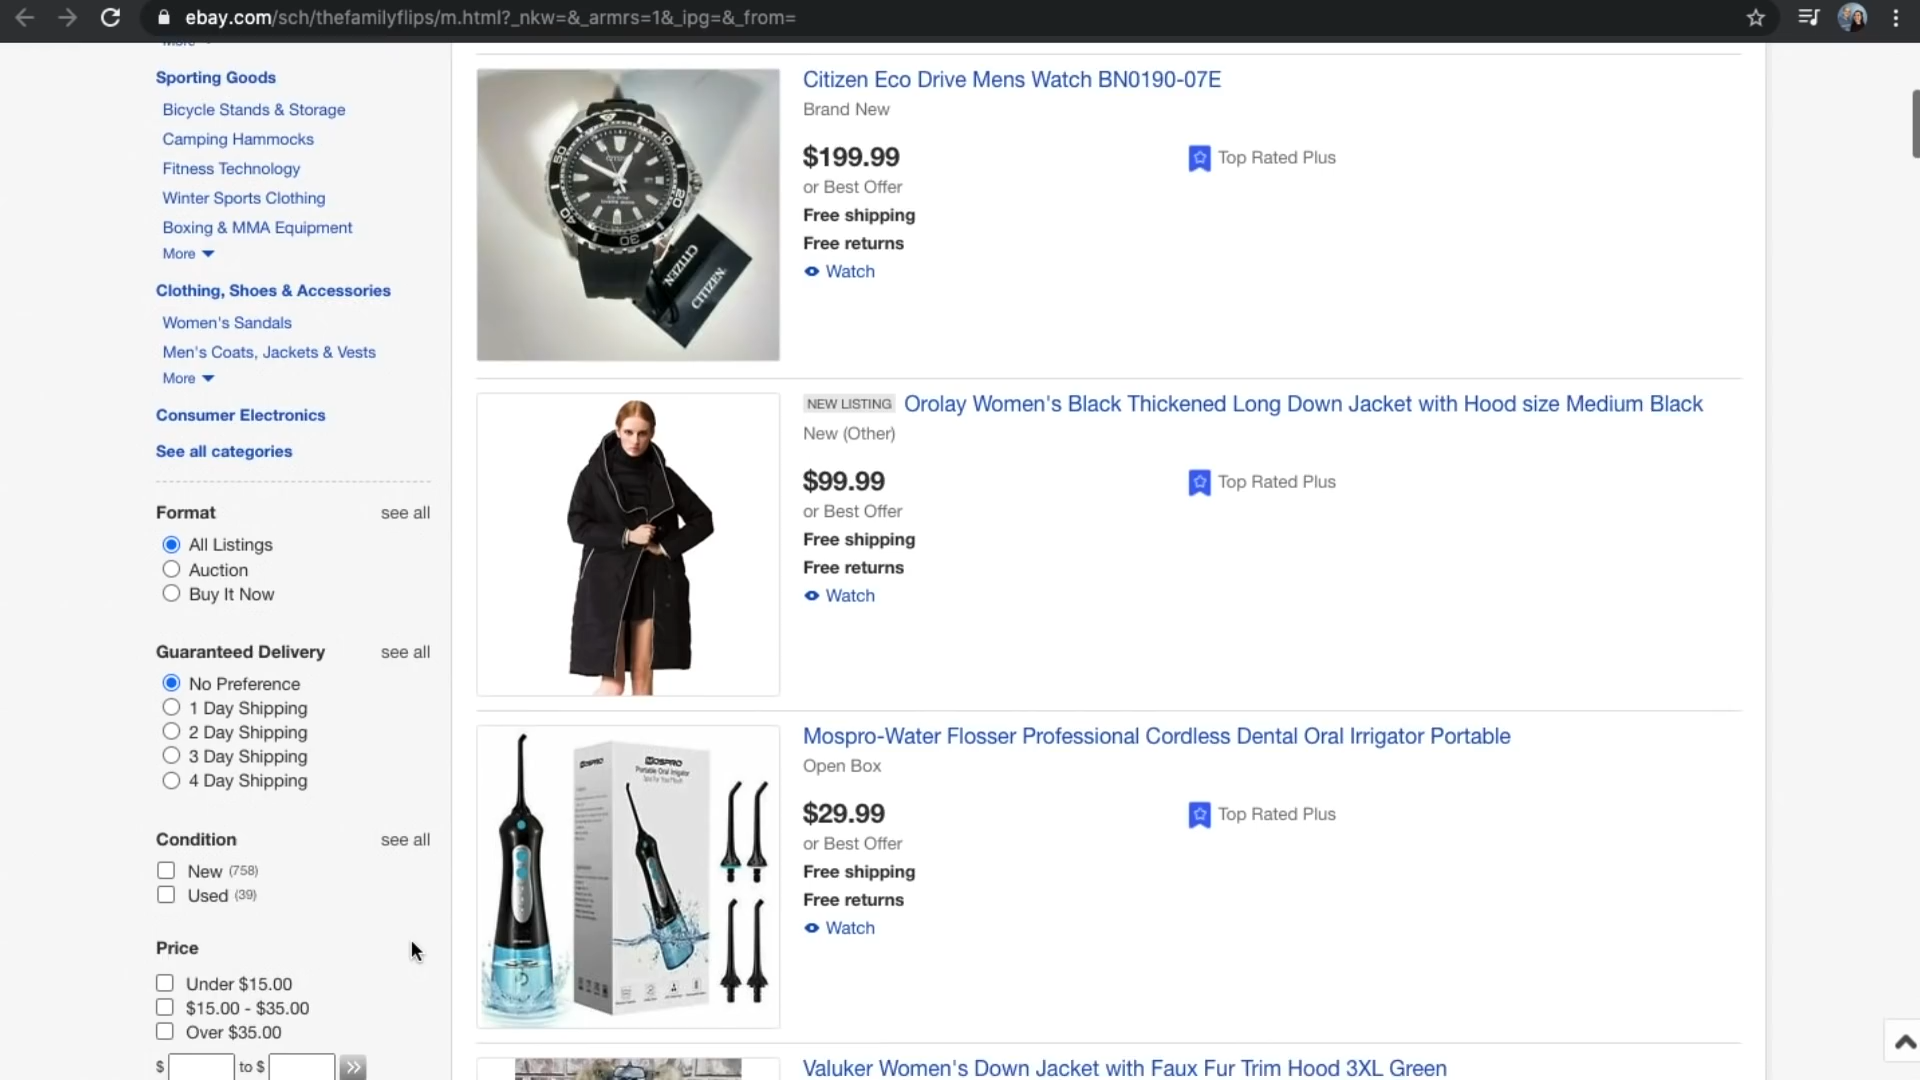 ebay.com/sch/thefamilyflips/m.html?_nkw=&_armrs=1&_ipg=&_from=
More
Sporting Goods
Bicycle Stands & Storage
Camping Hammocks
Fitness Technology
Winter Sports Clothing
Boxing & MMA Equipment
More
Clothing, Shoes & Accessories
Women's Sandals
Men's Coats, Jackets & Vests
More
Consumer Electronics
See all categories
Format see all
All Listings
Auction
Buy It Now
Guaranteed Delivery see all
No Preference
1 Day Shipping
2 Day Shipping
3 Day Shipping
4 Day Shipping
Condition see all
New (758)
Used (39)
Price
Under $15.00
$15.00 - $35.00
Over $35.00
$ to $
Citizen Eco Drive Mens Watch BN0190-07E
Brand New
$199.99
or Best Offer
Free shipping
Free returns
Watch
Top Rated Plus
CITIZEN
CITIZEN
NEW LISTING Orolay Women's Black Thickened Long Down Jacket with Hood size Medium Black
New (Other)
$99.99
or Best Offer
Free shipping
Free returns
Watch
Top Rated Plus
Mospro-Water Flosser Professional Cordless Dental Oral Irrigator Portable
Open Box
$29.99
or Best Offer
Free shipping
Free returns
Watch
Top Rated Plus
MOSPRO
MOSPRO
Portable Oral Irrigator
Valuker Women's Down Jacket with Faux Fur Trim Hood 3XL Green